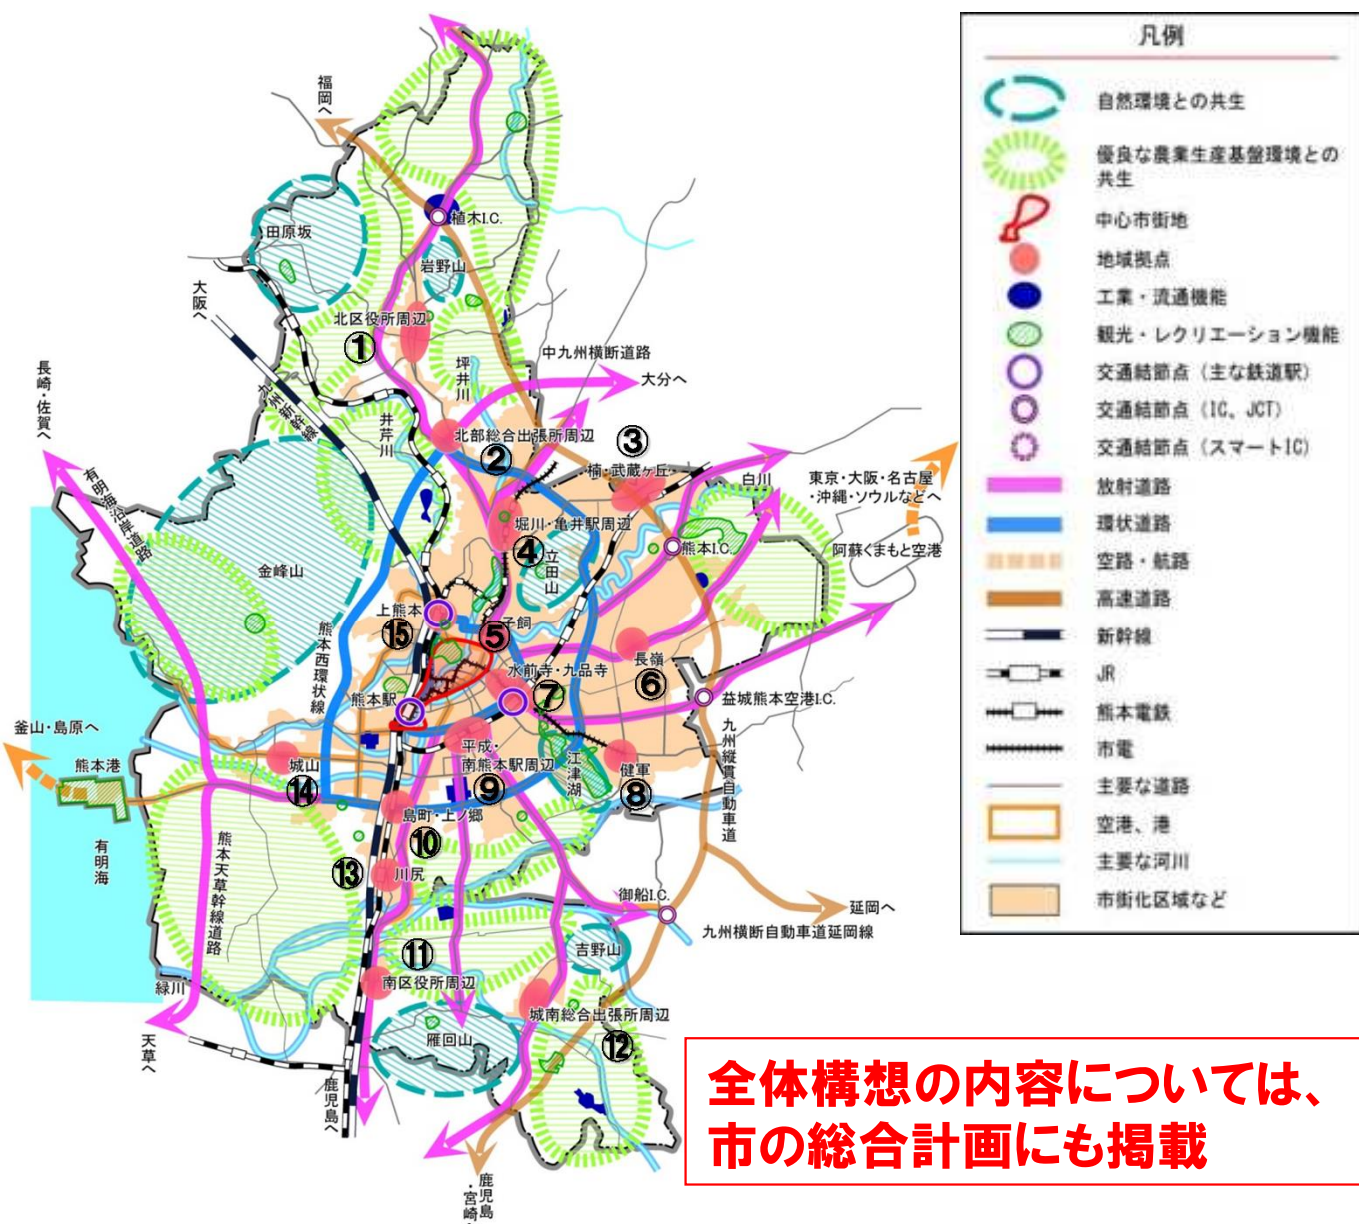 福岡へ
田原坂
植木I.C.
岩野山
大阪へ
北区役所周辺
①
坪井川
中九州横断道路
大分へ
長崎・佐賀へ
九州新幹線
井芹川
北部総合出張所周辺
②
③
楠・武蔵ヶ丘
有明海沿岸道路
白川
東京・大阪・名古屋
・沖縄・ソウルなどへ
堀川・亀井駅周辺
④
立田山
熊本I.C.
阿蘇くまもと空港
金峰山
上熊本
⑮
子飼
⑤
熊本西環状線
水前寺・九品寺
⑦
長嶺
⑥
熊本駅
益城熊本空港I.C.
釜山・島原へ
熊本港
城山
⑭
平成・
南熊本駅周辺
⑨
江津湖
健軍
⑧
九州縦貫自動車道
島町・上ノ郷
⑩
有明海
熊本天草幹線道路
⑬
川尻
御船I.C.
延岡へ
九州横断自動車道延岡線
⑪
吉野山
緑川
南区役所周辺
城南総合出張所周辺
⑫
天草へ
雁回山
鹿児島へ
鹿児島
・宮崎
凡例
自然環境との共生
優良な農業生産基盤環境との
共生
中心市街地
地域拠点
工業・流通機能
観光・レクリエーション機能
交通結節点（主な鉄道駅）
交通結節点（IC、JCT）
交通結節点（スマートIC）
放射道路
環状道路
空路・航路
高速道路
新幹線
JR
熊本電鉄
市電
主要な道路
空港、港
主要な河川
市街化区域など
全体構想の内容については、
市の総合計画にも掲載